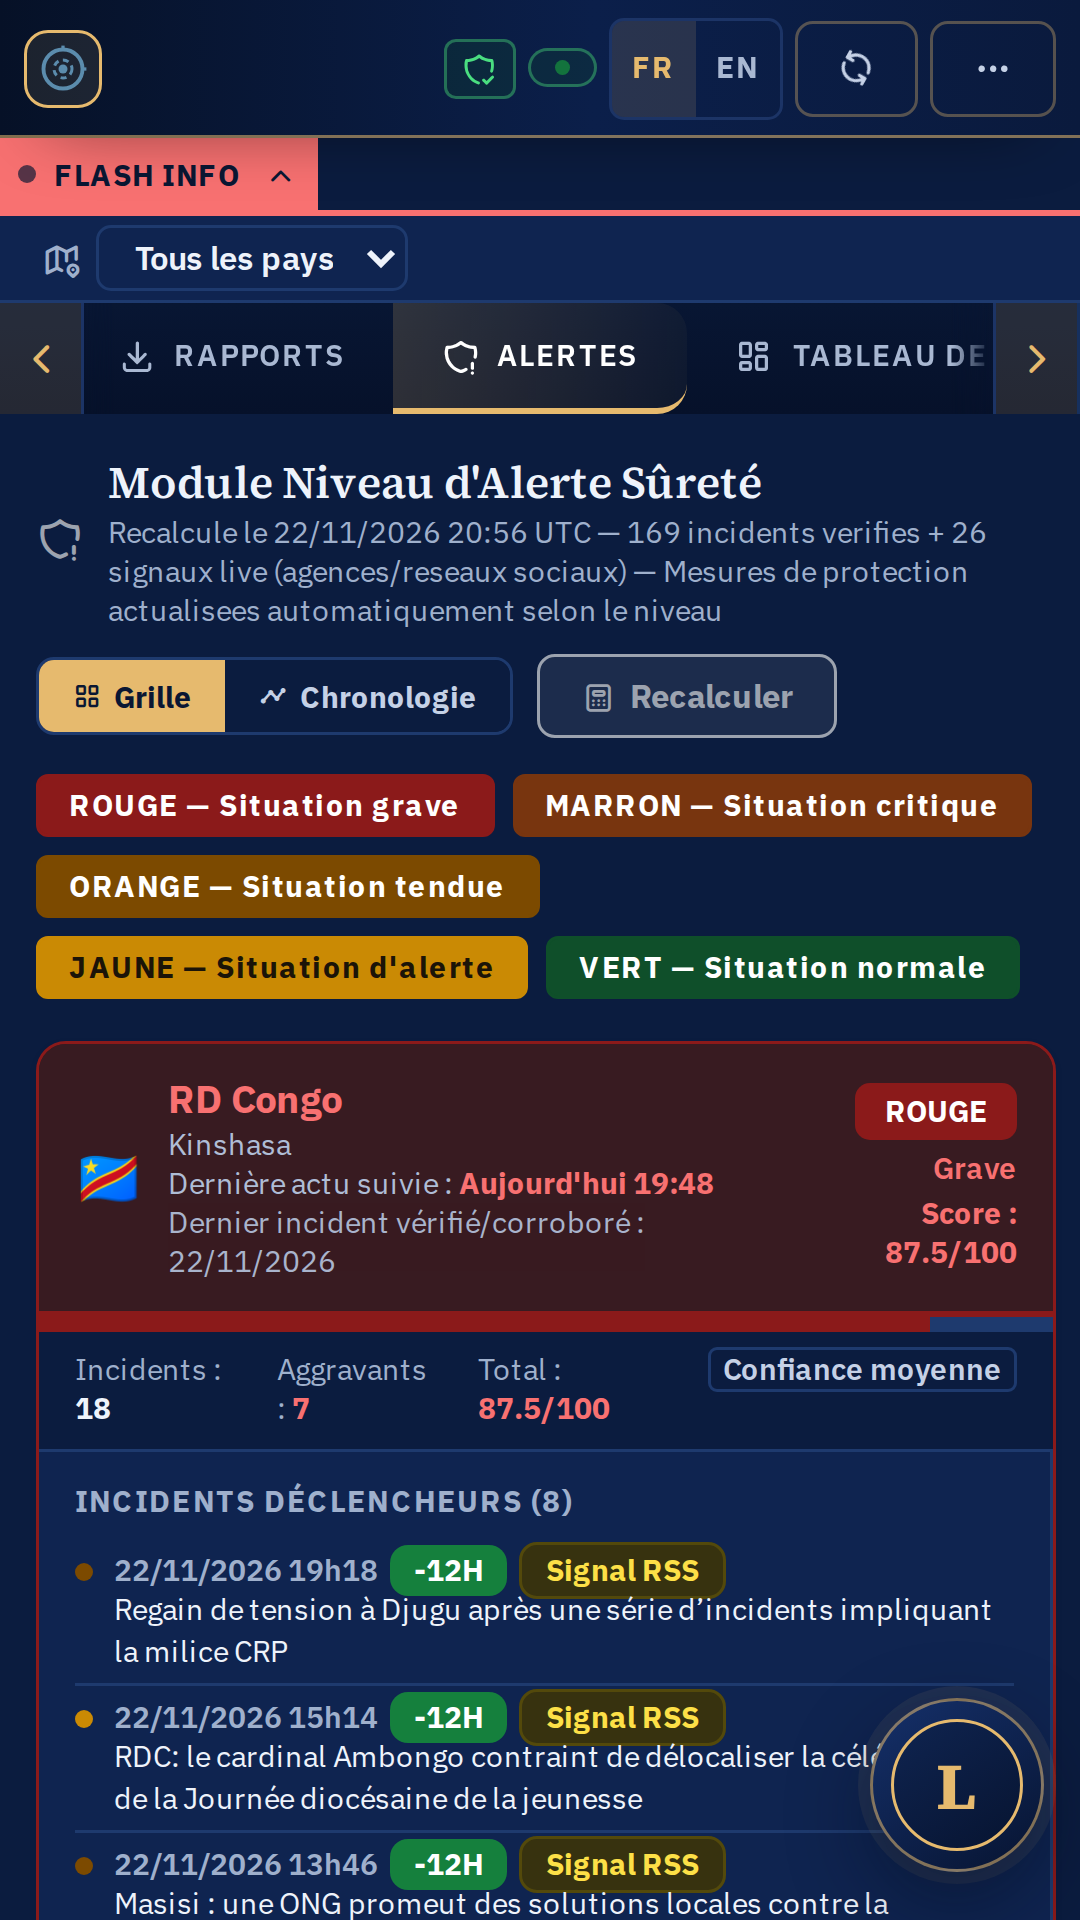 FR
EN
FLASH INFO
Tous les pays
RAPPORTS
ALERTES
TABLEAU DE
Module Niveau d'Alerte Sûreté
Recalcule le 22/11/2026 20:56 UTC — 169 incidents verifies + 26
signaux live (agences/reseaux sociaux) — Mesures de protection
actualisees automatiquement selon le niveau
Grille
Chronologie
Recalculer
ROUGE — Situation grave
MARRON — Situation critique
ORANGE — Situation tendue
JAUNE — Situation d'alerte
VERT — Situation normale
RD Congo
Kinshasa
Dernière actu suivie : Aujourd'hui 19:48
Dernier incident vérifié/corroboré :
22/11/2026
ROUGE
Grave
Score :
87.5/100
Incidents :
18
Aggravants
: 7
Total :
87.5/100
Confiance moyenne
INCIDENTS DÉCLENCHEURS (8)
22/11/2026 19h18 -12H Signal RSS
Regain de tension à Djugu après une série d’incidents impliquant
la milice CRP
22/11/2026 15h14 -12H Signal RSS
RDC: le cardinal Ambongo contraint de délocaliser la
de la Journée diocésaine de la jeunesse
L
22/11/2026 13h46 -12H Signal RSS
Masisi : une ONG promeut des solutions locales contre la